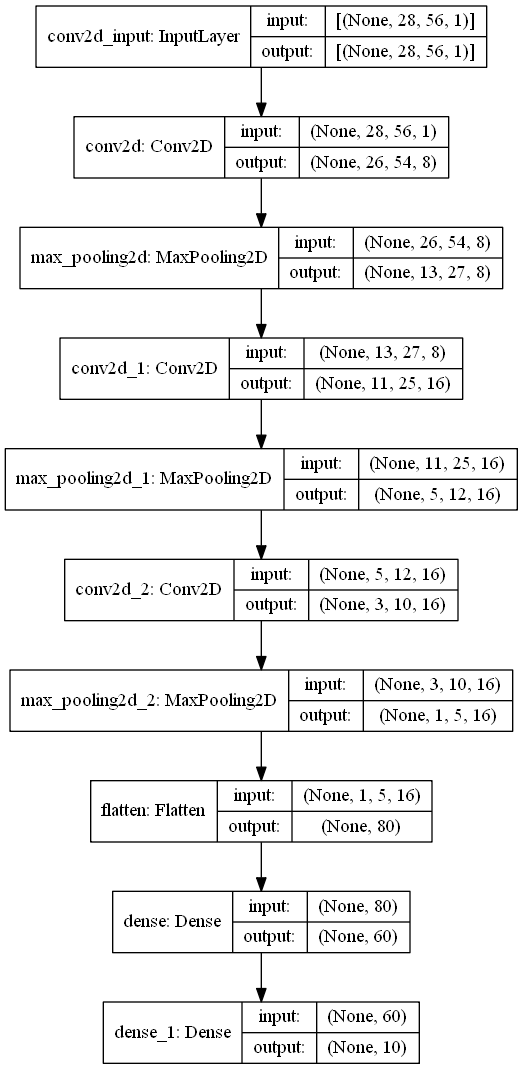 conv2d_input: InputLayer
input: [(None, 28, 56, 1)]
output: [(None, 28, 56, 1)]
conv2d: Conv2D
input: (None, 28, 56, 1)
output: (None, 26, 54, 8)
max_pooling2d: MaxPooling2D
input: (None, 26, 54, 8)
output: (None, 13, 27, 8)
conv2d_1: Conv2D
input: (None, 13, 27, 8)
output: (None, 11, 25, 16)
max_pooling2d_1: MaxPooling2D
input: (None, 11, 25, 16)
output: (None, 5, 12, 16)
conv2d_2: Conv2D
input: (None, 5, 12, 16)
output: (None, 3, 10, 16)
max_pooling2d_2: MaxPooling2D
input: (None, 3, 10, 16)
output: (None, 1, 5, 16)
flatten: Flatten
input: (None, 1, 5, 16)
output: (None, 80)
dense: Dense
input: (None, 80)
output: (None, 60)
dense_1: Dense
input: (None, 60)
output: (None, 10)